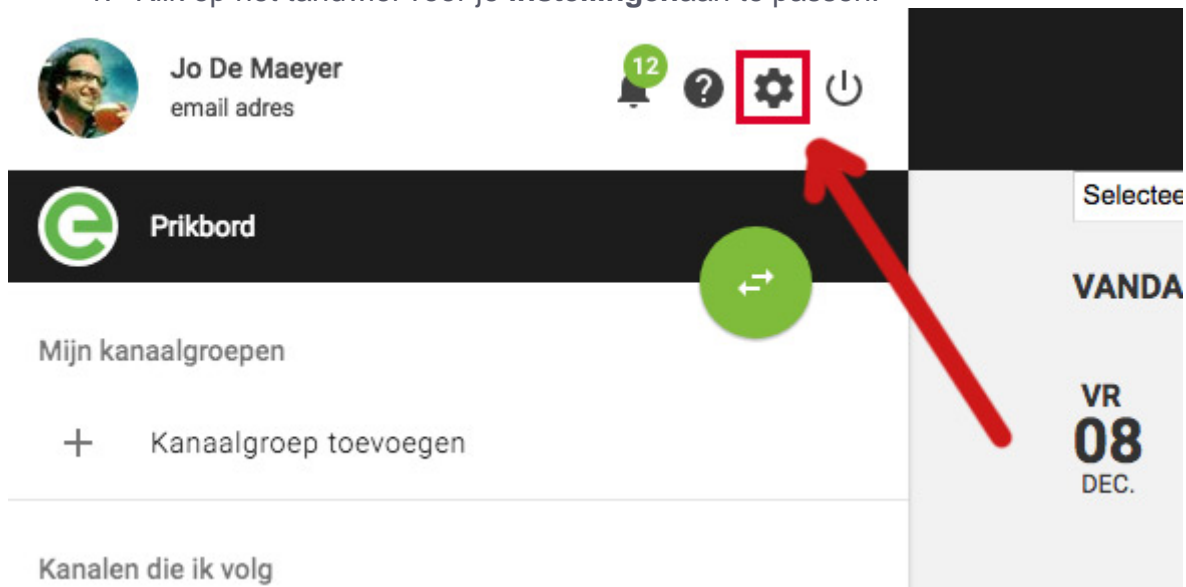 Jo De Maeyer
email adres
12
Prikbord
Mijn kanaalgroepen
+ Kanaalgroep toevoegen
Kanalen die ik volg
Selectee
VANDA
VR
08
DEC.